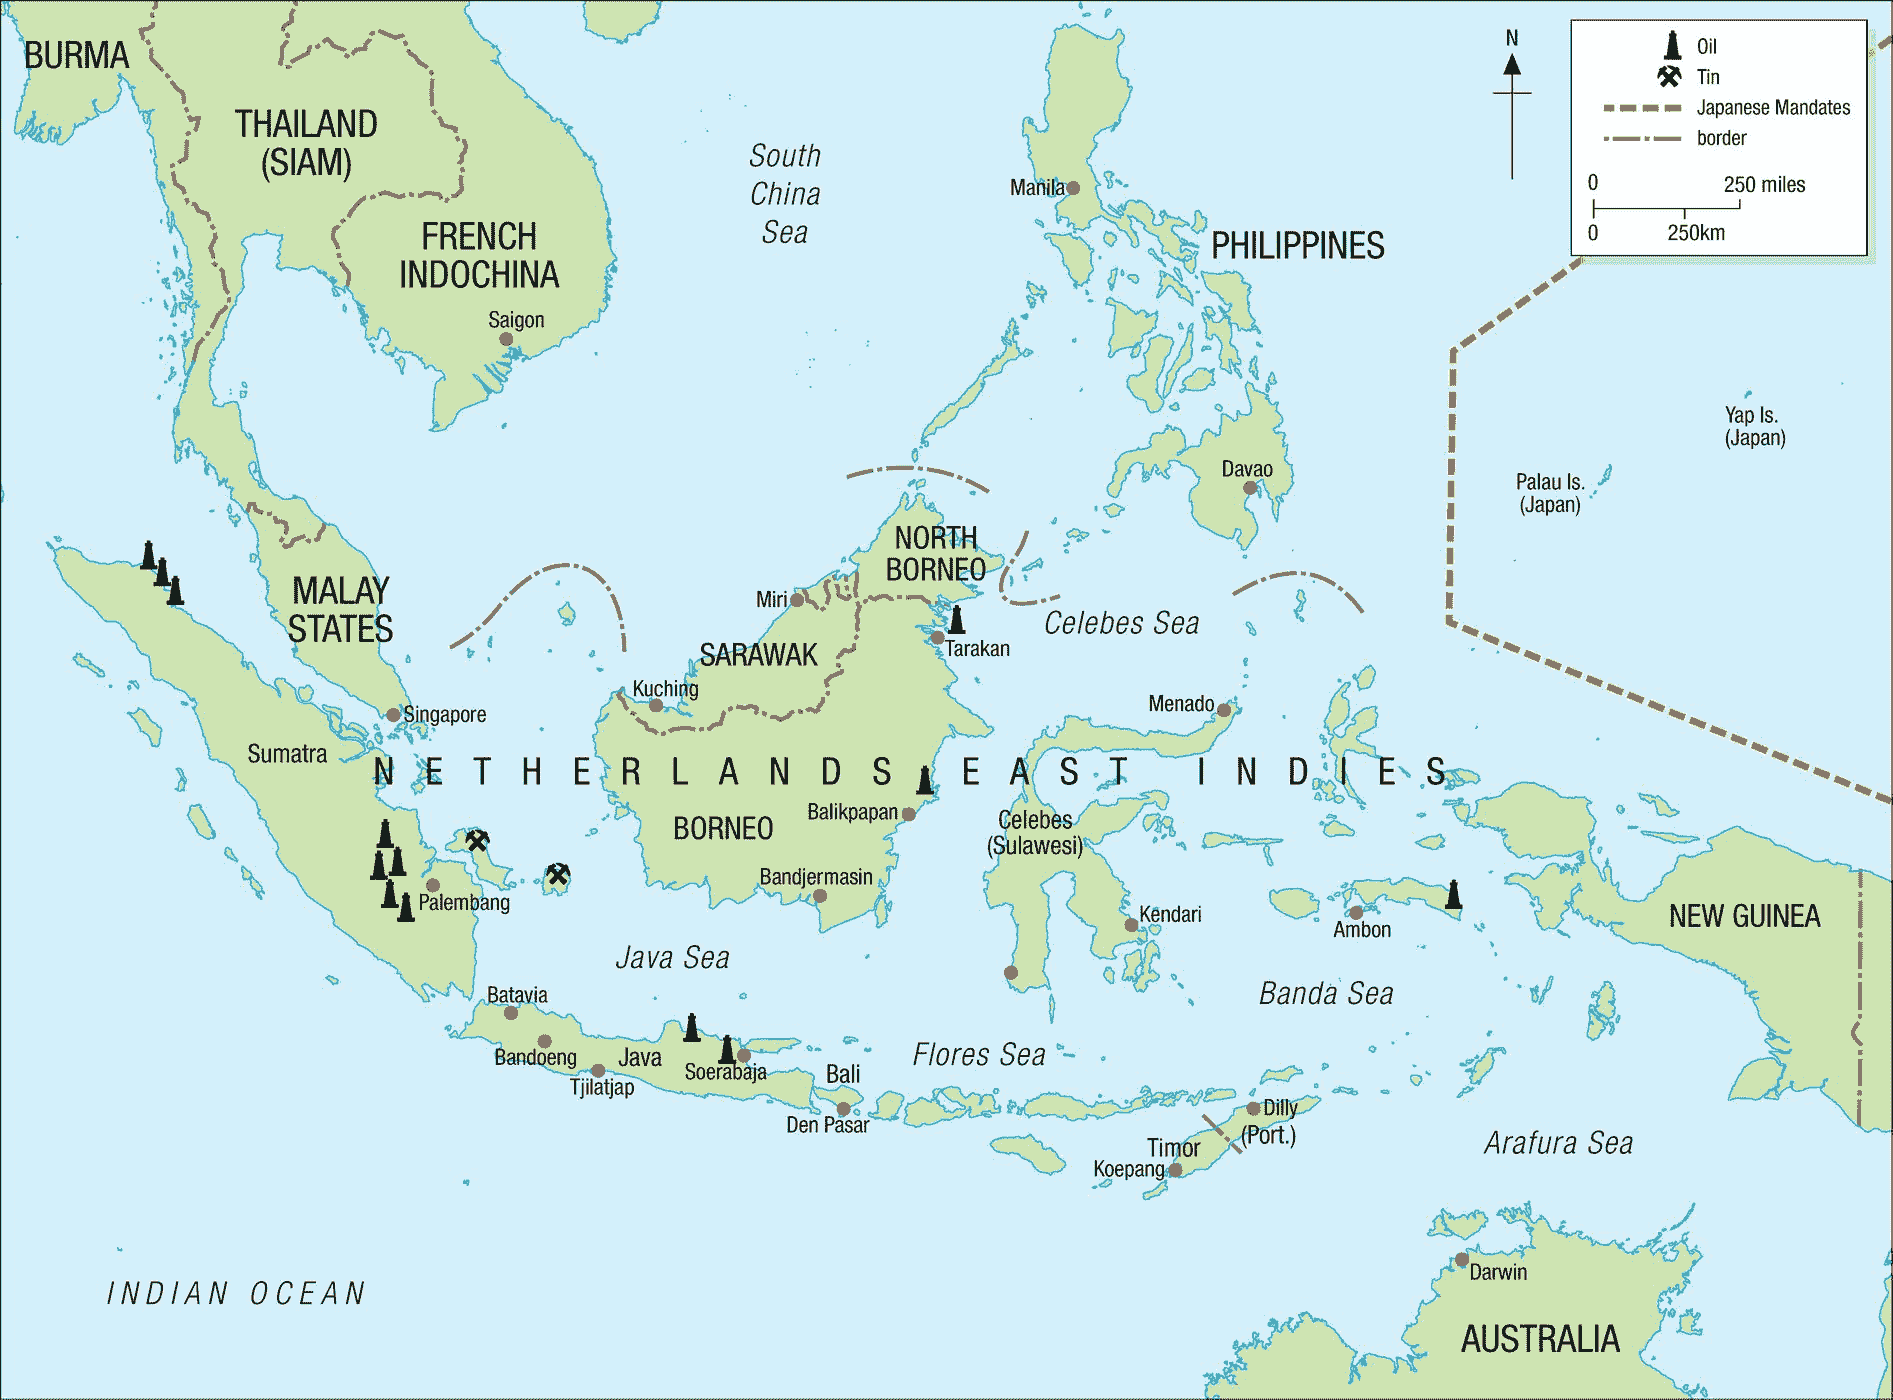 BURMA
THAILAND
(SIAM)
FRENCH
INDOCHINA
Saigon
South
China
Sea
Manila
PHILIPPINES
N
Oil
Tin
Japanese Mandates
border
0
250 miles
0
250km
Yap Is.
(Japan)
Palau Is.
(Japan)
Davao
MALAY
STATES
NORTH
BORNEO
Miri
SARAWAK
Tarakan
Celebes Sea
Kuching
Menado
Singapore
Sumatra
NETHERLANDS EAST INDIES
Balikpapan
BORNEO
Celebes
(Sulawesi)
Bandjermasin
Palembang
Kendari
Ambon
NEW GUINEA
Java Sea
Banda Sea
Batavia
Bandoeng
Java
Tjilatjap
Soerabaja
Bali
Den Pasar
Flores Sea
Dilly
(Port.)
Timor
Koepang
Arafura Sea
Darwin
INDIAN OCEAN
AUSTRALIA